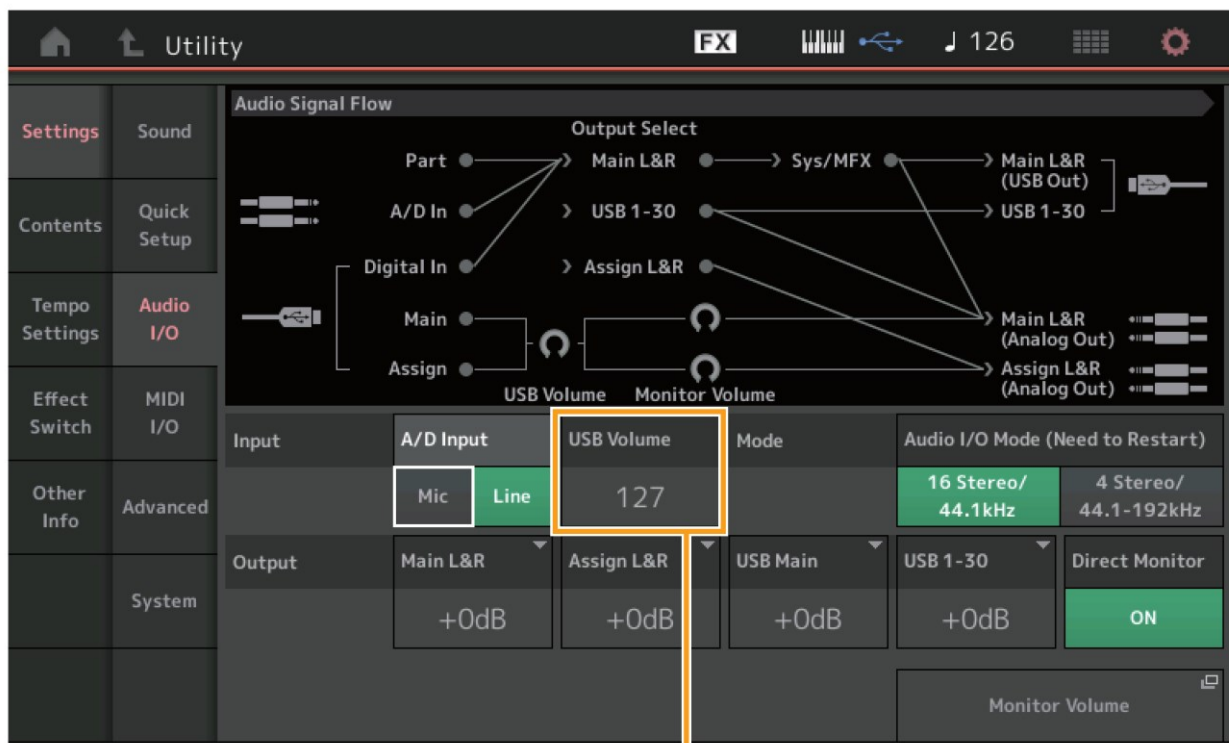 Utility
FX
126
Settings
Contents
Tempo
Settings
Effect
Switch
Other
Info
Sound
Quick
Setup
Audio
I/O
MIDI
I/O
Advanced
System
Audio Signal Flow
Output Select
Part
Main L&R
Sys/MFX
Main L&R
(USB Out)
A/D In
USB 1-30
USB 1-30
Digital In
Assign L&R
Main
Main L&R
(Analog Out)
Assign
Assign L&R
(Analog Out)
USB Volume
Monitor Volume
Input
A/D Input
USB Volume
Mode
Audio I/O Mode (Need to Restart)
Mic
Line
127
16 Stereo/
44.1kHz
4 Stereo/
44.1-192kHz
Output
Main L&R
Assign L&R
USB Main
USB 1-30
Direct Monitor
+0dB
+0dB
+0dB
+0dB
ON
Monitor Volume